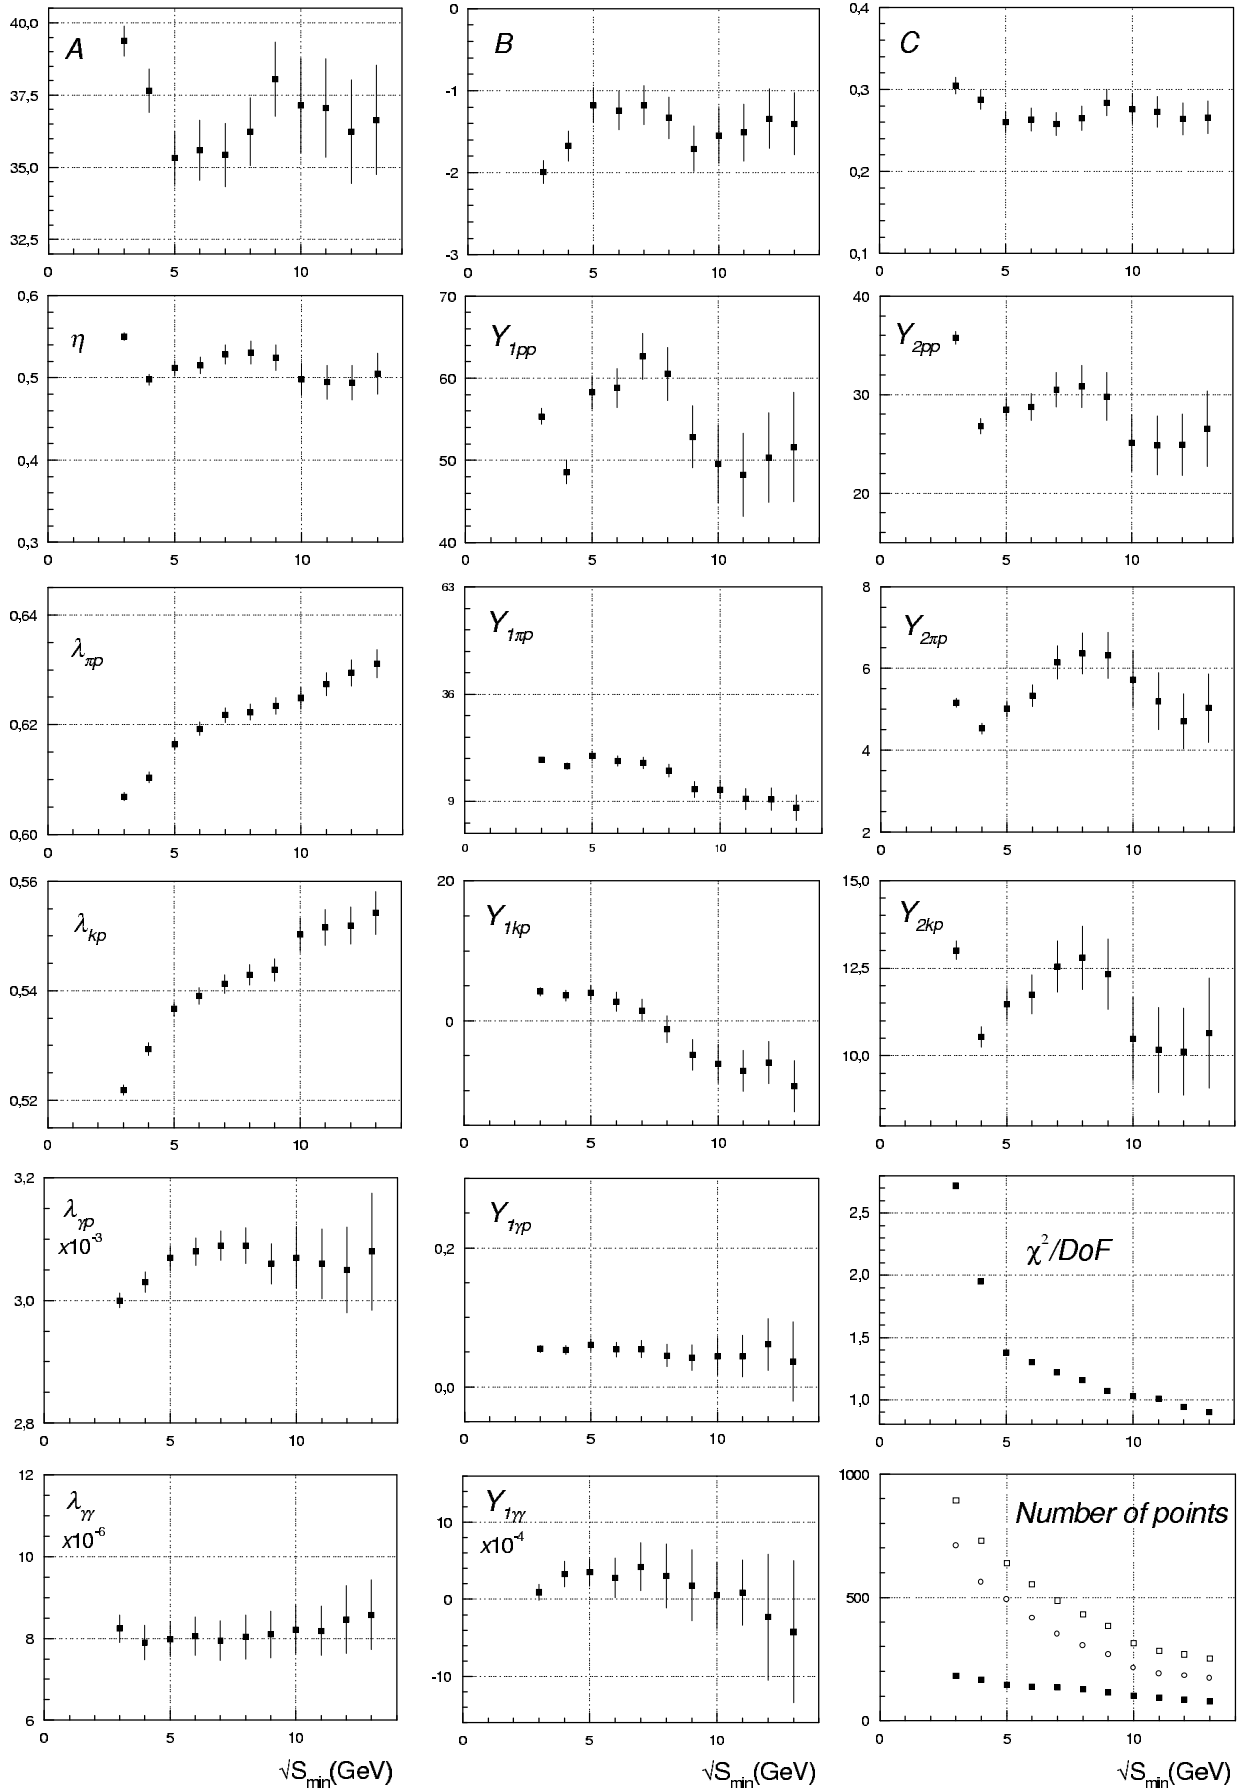 40,0
37,5
35,0
32,5
A
0 5 10
0
-1
-2
-3
B
0 5 10
0,4
0,3
0,2
0,1
C
0 5 10
0,6
0,5
0,4
0,3
η
0 5 10
70
60
50
40
Y1pp
0 5 10
40
30
20
Y2pp
0 5 10
0,64
0,62
0,60
λπp
0 5 10
63
36
9
Y1πp
0 5 10
8
6
4
2
Y2πp
0 5 10
0,56
0,54
0,52
λkp
0 5 10
20
0
Y1kp
0 5 10
15,0
12,5
10,0
Y2kp
0 5 10
3,2
3,0
2,8
λγp
x10-3
0 5 10
0,2
0,0
Y1γp
0 5 10
2,5
2,0
1,5
1,0
χ2/DoF
0 5 10
12
10
8
6
λγγ
x10-6
0 5 10
√Smin(GeV)
10
0
-10
Y1γγ
x10-4
0 5 10
√Smin(GeV)
1000
500
0
Number of points
0 5 10
√Smin(GeV)